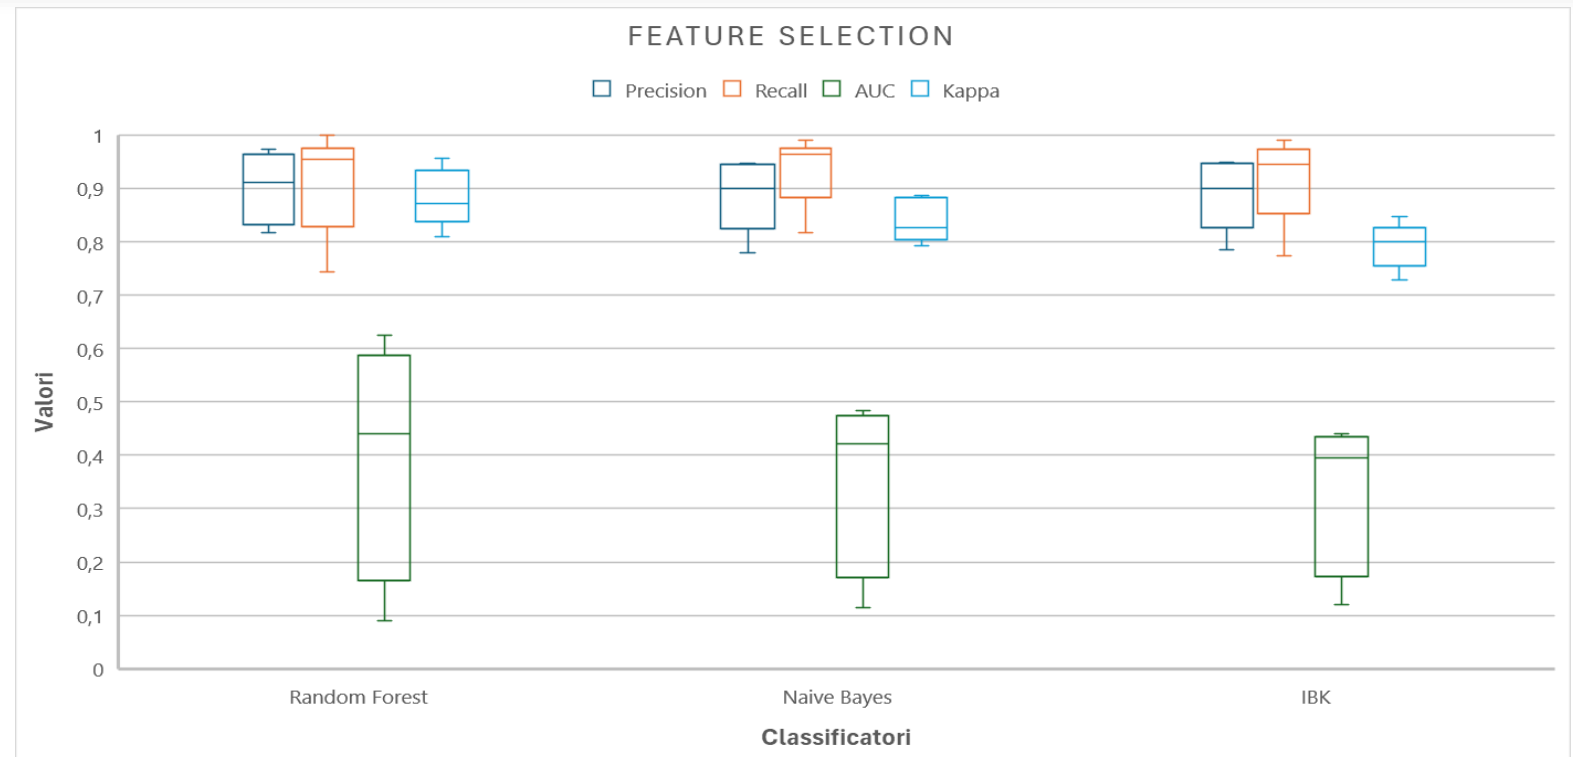 FEATURE SELECTION
Precision Recall AUC Kappa
1
0,9
0,8
0,7
0,6
0,5
0,4
0,3
0,2
0,1
0
Valori
Random Forest Naive Bayes IBK
Classificatori